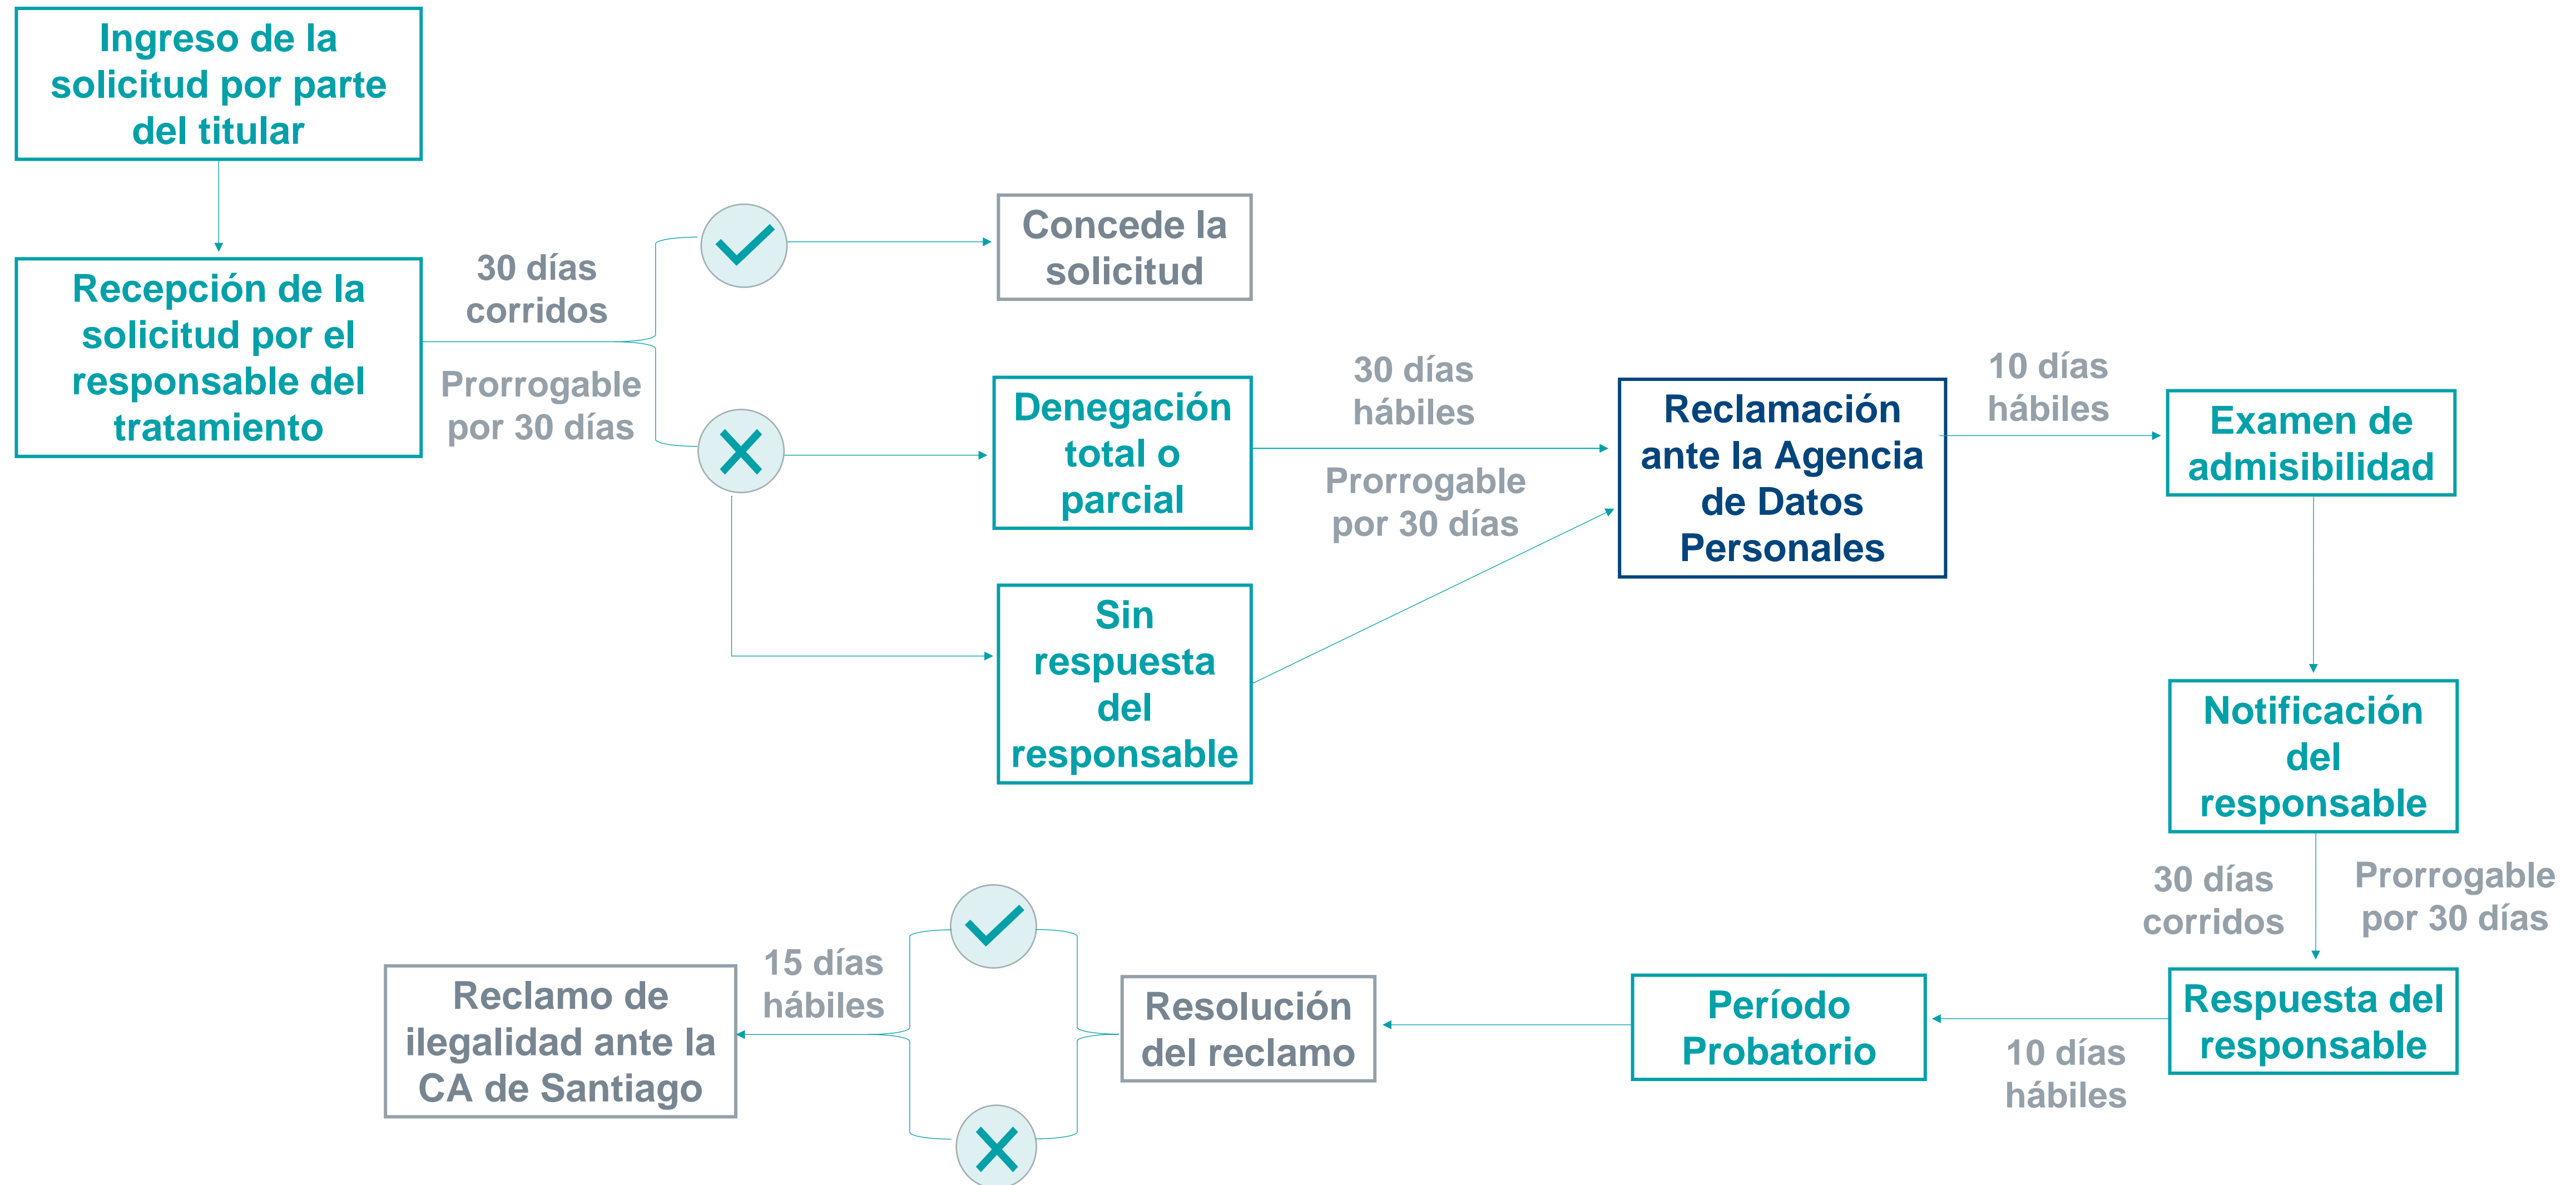 Ingreso de la
solicitud por parte
del titular
Recepción de la
solicitud por el
responsable del
tratamiento
30 días
corridos
Prorrogable
por 30 días
Concede la
solicitud
Denegación
total o
parcial
Sin
respuesta
del
responsable
30 días
hábiles
Prorrogable
por 30 días
Reclamación
ante la Agencia
de Datos
Personales
10 días
hábiles
Examen de
admisibilidad
Notificación
del
responsable
30 días
corridos
Prorrogable
por 30 días
Respuesta del
responsable
10 días
hábiles
Período
Probatorio
Resolución
del reclamo
15 días
hábiles
Reclamo de
ilegalidad ante la
CA de Santiago